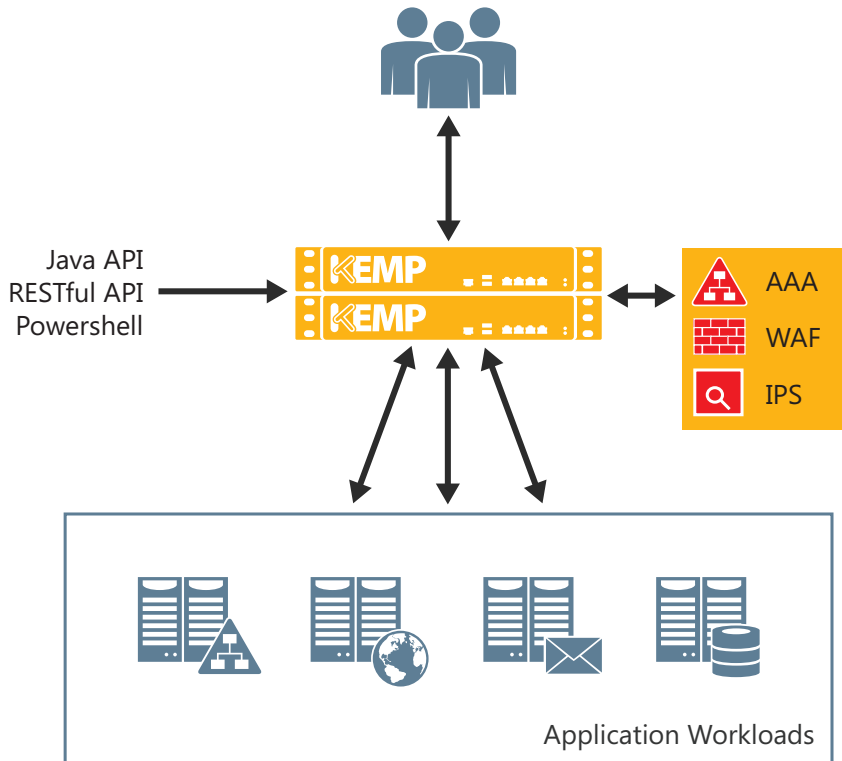 Java API
RESTful API
Powershell
KEMP
KEMP
AAA
WAF
IPS
Application Workloads